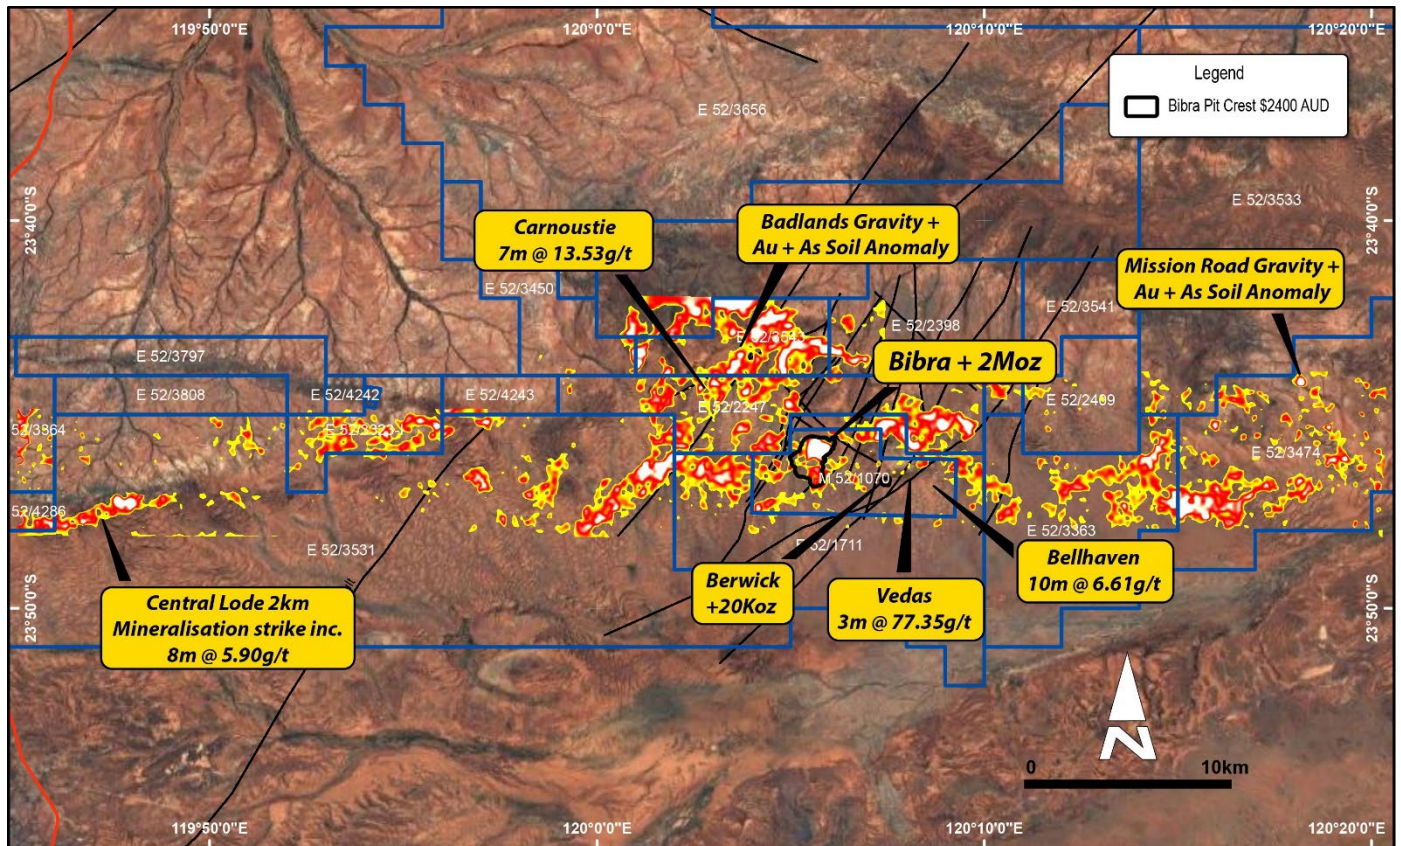 119°50'0"E
120°0'0"E
120°10'0"E
120°20'0"E
Legend
Bibra Pit Crest $2400 AUD
E 52/3656
E 52/3533
23°40'0"S
23°40'0"S
Carnoustie
7m @ 13.53g/t
Badlands Gravity +
Au + As Soil Anomaly
Mission Road Gravity +
Au + As Soil Anomaly
E 52/3450
E 52/3541
E 52/2398
E 52/3797
Bibra + 2Moz
E 52/3808
E 52/4242
E 52/4243
E 52/2247
E 52/2409
E 52/3474
M 52/1070
52/4286
E 52/3531
E 52/1711
E 52/3363
Bellhaven
10m @ 6.61g/t
Berwick
+20Koz
Vedas
3m @ 77.35g/t
Central Lode 2km
Mineralisation strike inc.
8m @ 5.90g/t
23°50'0"S
23°50'0"S
N
0 10km
119°50'0"E
120°0'0"E
120°10'0"E
120°20'0"E